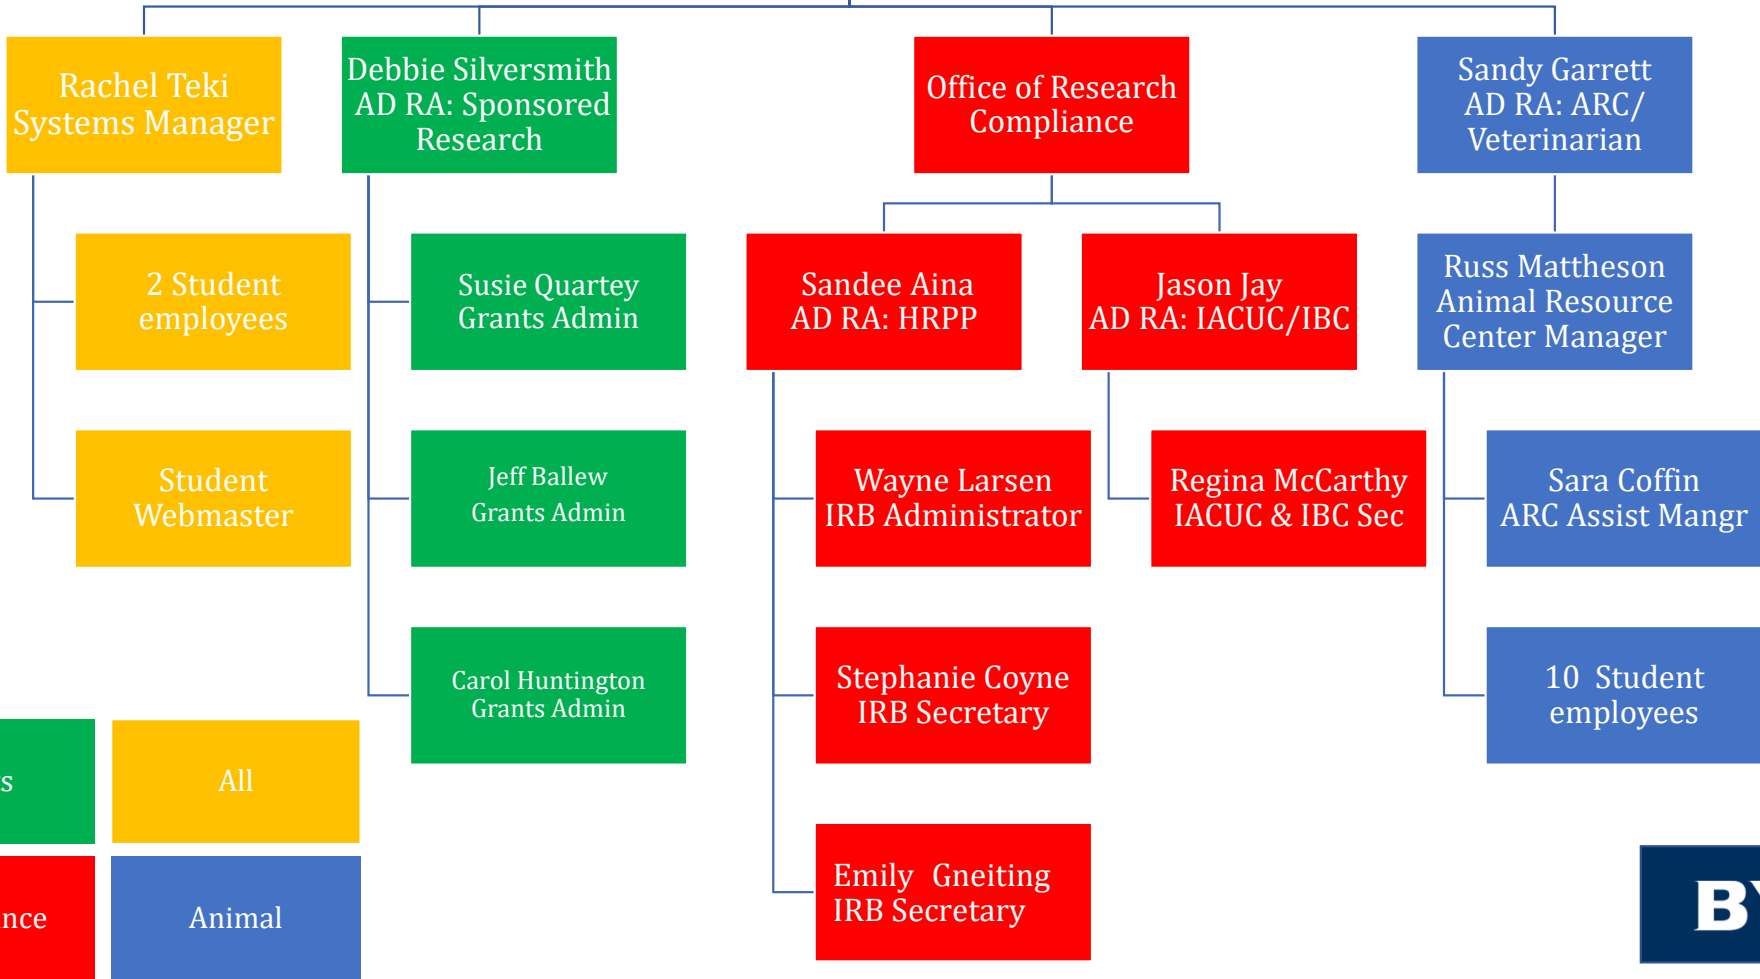 Rachel Teki
Systems Manager
Debbie Silversmith
AD RA: Sponsored
Research
Office of Research
Compliance
Sandy Garrett
AD RA: ARC/
Veterinarian
2 Student
employees
Susie Quartey
Grants Admin
Sandee Aina
AD RA: HRPP
Jason Jay
AD RA: IACUC/IBC
Russ Mattheson
Animal Resource
Center Manager
Student
Webmaster
Jeff Ballew
Grants Admin
Wayne Larsen
IRB Administrator
Regina McCarthy
IACUC & IBC Sec
Sara Coffin
ARC Assist Mangr
Carol Huntington
Grants Admin
Stephanie Coyne
IRB Secretary
10 Student
employees
All
Emily Gneiting
IRB Secretary
Animal